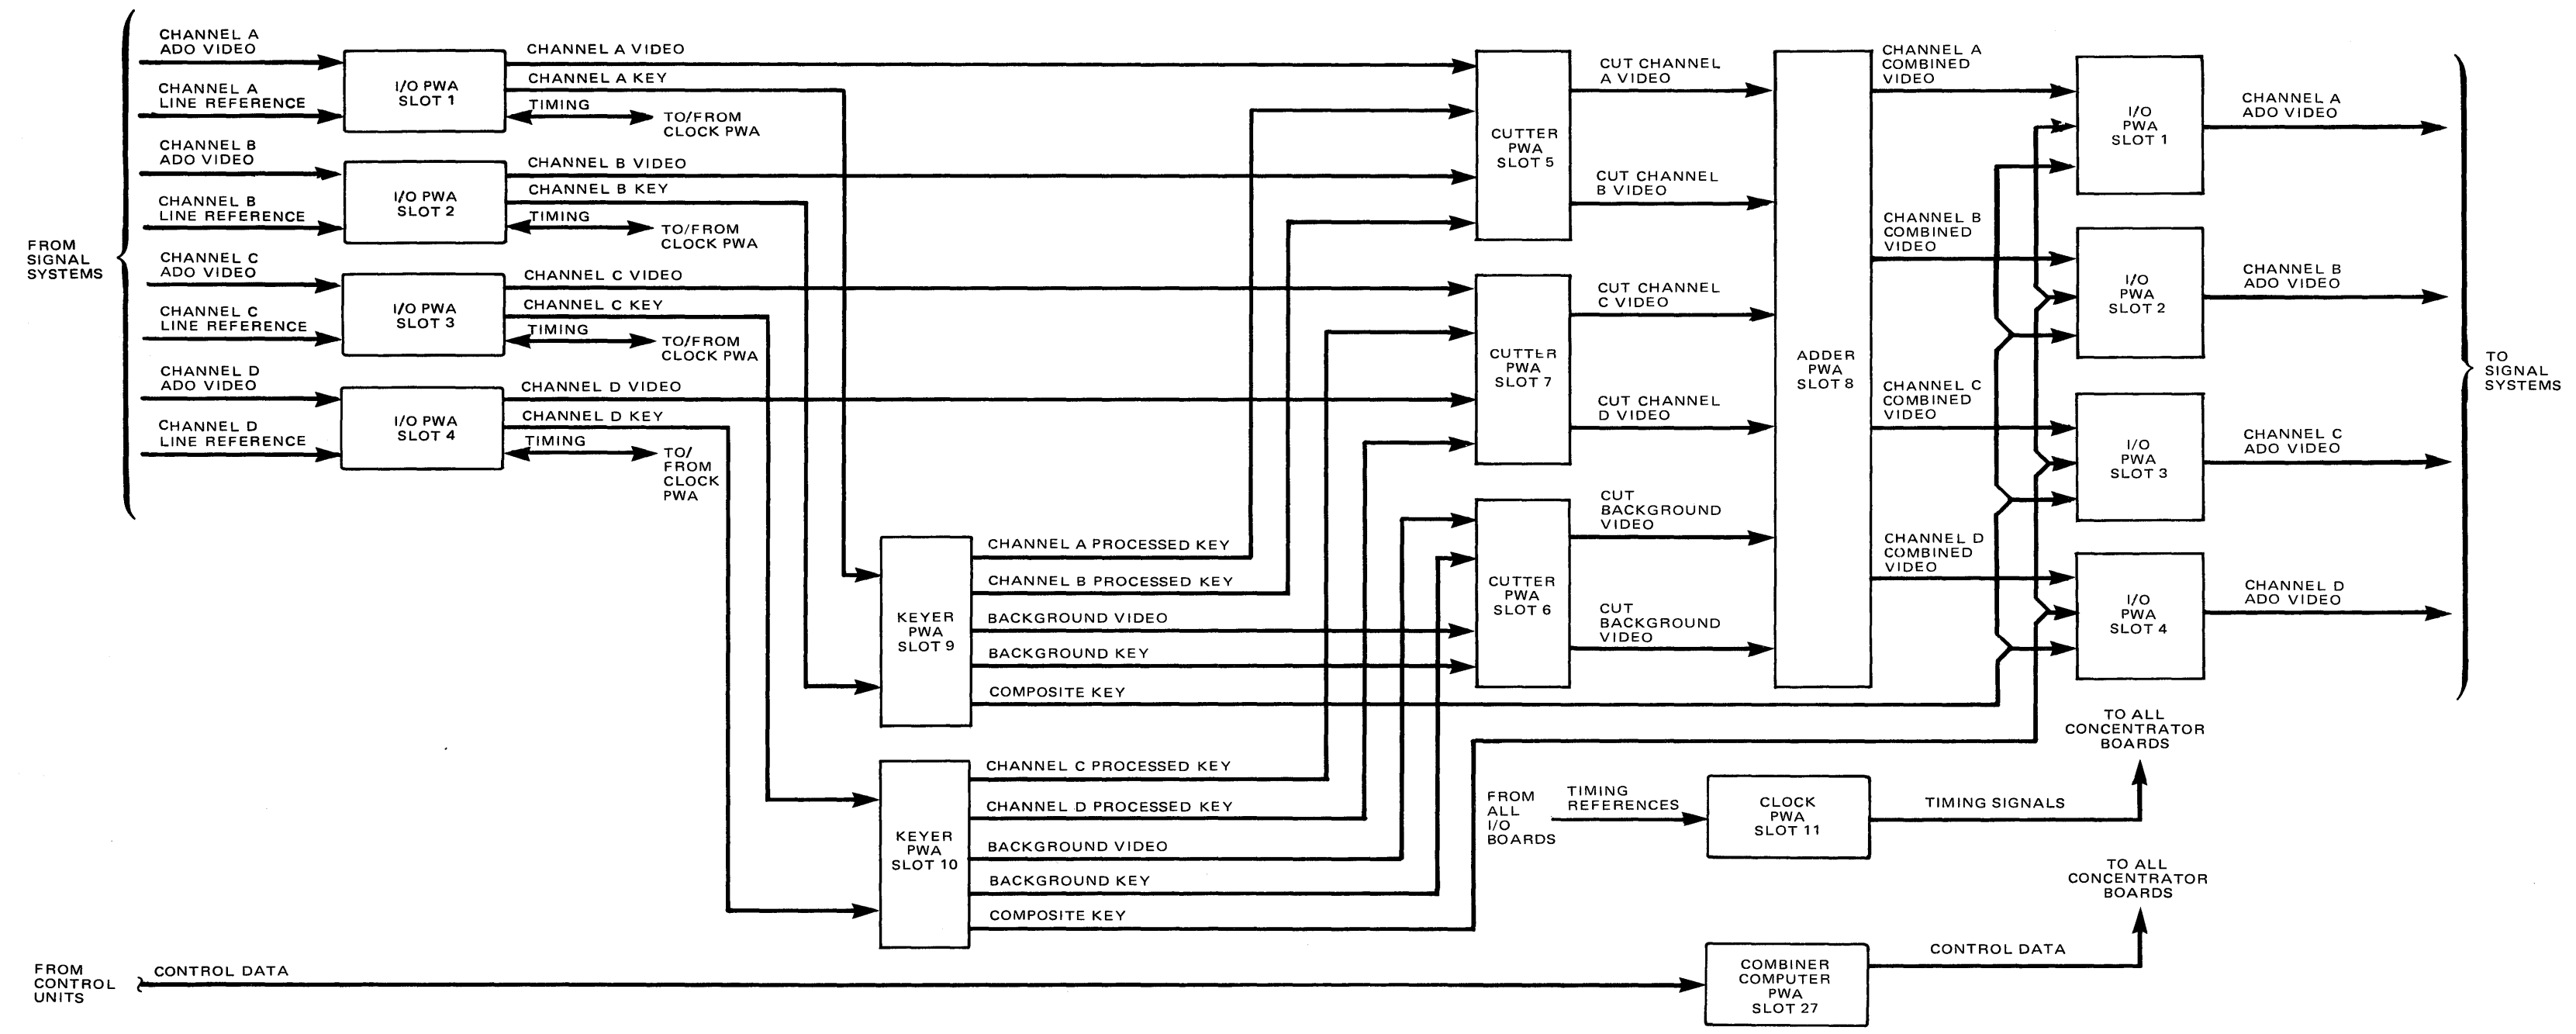 CHANNEL A
ADO VIDEO
CHANNEL A
LINE REFERENCE
CHANNEL B
ADO VIDEO
CHANNEL B
LINE REFERENCE
FROM
SIGNAL
SYSTEMS
CHANNEL C
ADO VIDEO
CHANNEL C
LINE REFERENCE
CHANNEL D
ADO VIDEO
CHANNEL D
LINE REFERENCE
I/O PWA
SLOT 1
I/O PWA
SLOT 2
I/O PWA
SLOT 3
I/O PWA
SLOT 4
CHANNEL A VIDEO
CHANNEL A KEY
TIMING
TO/FROM
CLOCK PWA
CHANNEL B VIDEO
CHANNEL B KEY
TIMING
TO/FROM
CLOCK PWA
CHANNEL C VIDEO
CHANNEL C KEY
TIMING
TO/FROM
CLOCK PWA
CHANNEL D VIDEO
CHANNEL D KEY
TIMING
TO/
FROM
CLOCK
PWA
KEYER
PWA
SLOT 9
CHANNEL A PROCESSED KEY
CHANNEL B PROCESSED KEY
BACKGROUND VIDEO
BACKGROUND KEY
COMPOSITE KEY
KEYER
PWA
SLOT 10
CHANNEL C PROCESSED KEY
CHANNEL D PROCESSED KEY
BACKGROUND VIDEO
BACKGROUND KEY
COMPOSITE KEY
CUTTER
PWA
SLOT 5
CUTTER
PWA
SLOT 7
CUTTER
PWA
SLOT 6
CUT CHANNEL
A VIDEO
CUT CHANNEL
B VIDEO
CUT CHANNEL
C VIDEO
CUT CHANNEL
D VIDEO
CUT
BACKGROUND
VIDEO
CUT
BACKGROUND
VIDEO
ADDER
PWA
SLOT 8
CHANNEL A
COMBINED
VIDEO
CHANNEL B
COMBINED
VIDEO
CHANNEL C
COMBINED
VIDEO
CHANNEL D
COMBINED
VIDEO
I/O
PWA
SLOT 1
I/O
PWA
SLOT 2
I/O
PWA
SLOT 3
I/O
PWA
SLOT 4
CHANNEL A
ADO VIDEO
CHANNEL B
ADO VIDEO
CHANNEL C
ADO VIDEO
CHANNEL D
ADO VIDEO
TO
SIGNAL
SYSTEMS
FROM
ALL
I/O
BOARDS
TIMING
REFERENCES
CLOCK
PWA
SLOT 11
TIMING SIGNALS
TO ALL
CONCENTRATOR
BOARDS
FROM
CONTROL
UNITS
CONTROL DATA
COMBINER
COMPUTER
PWA
SLOT 27
CONTROL DATA
TO ALL
CONCENTRATOR
BOARDS